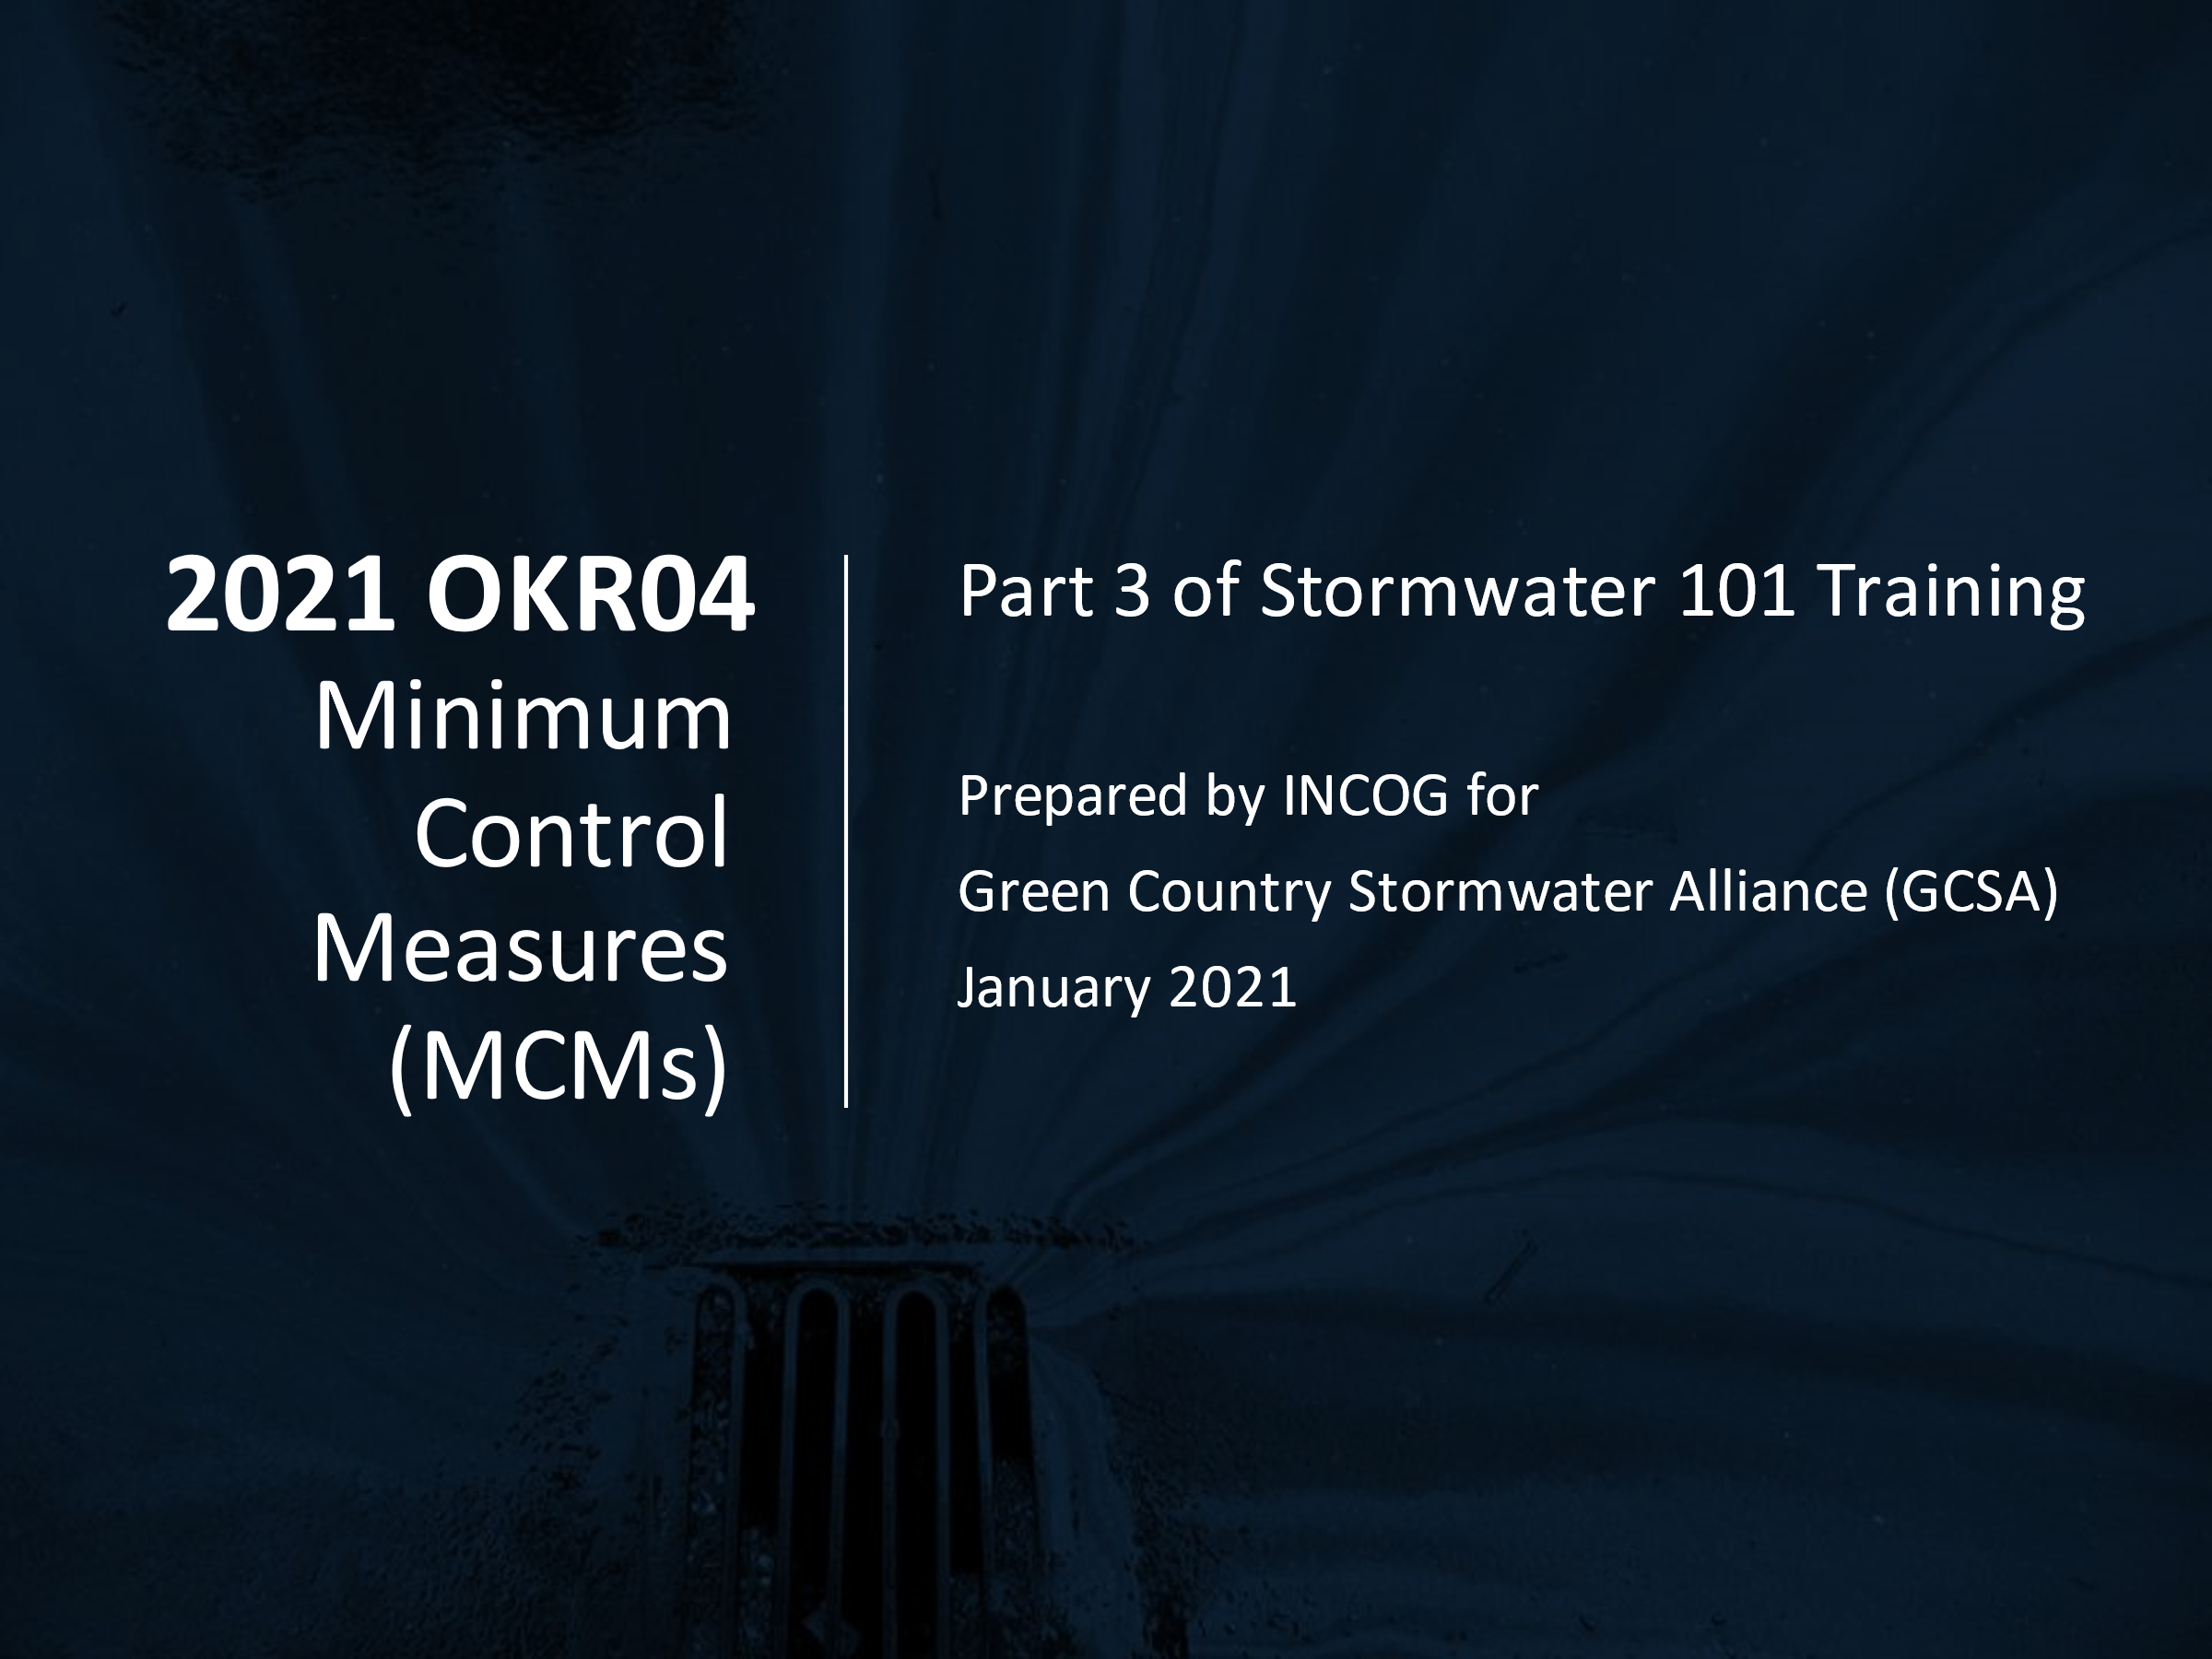 2021 OKR04
Minimum
Control
Measures
(MCMs)
Part 3 of Stormwater 101 Training
Prepared by INCOG for
Green Country Stormwater Alliance (GCSA)
January 2021